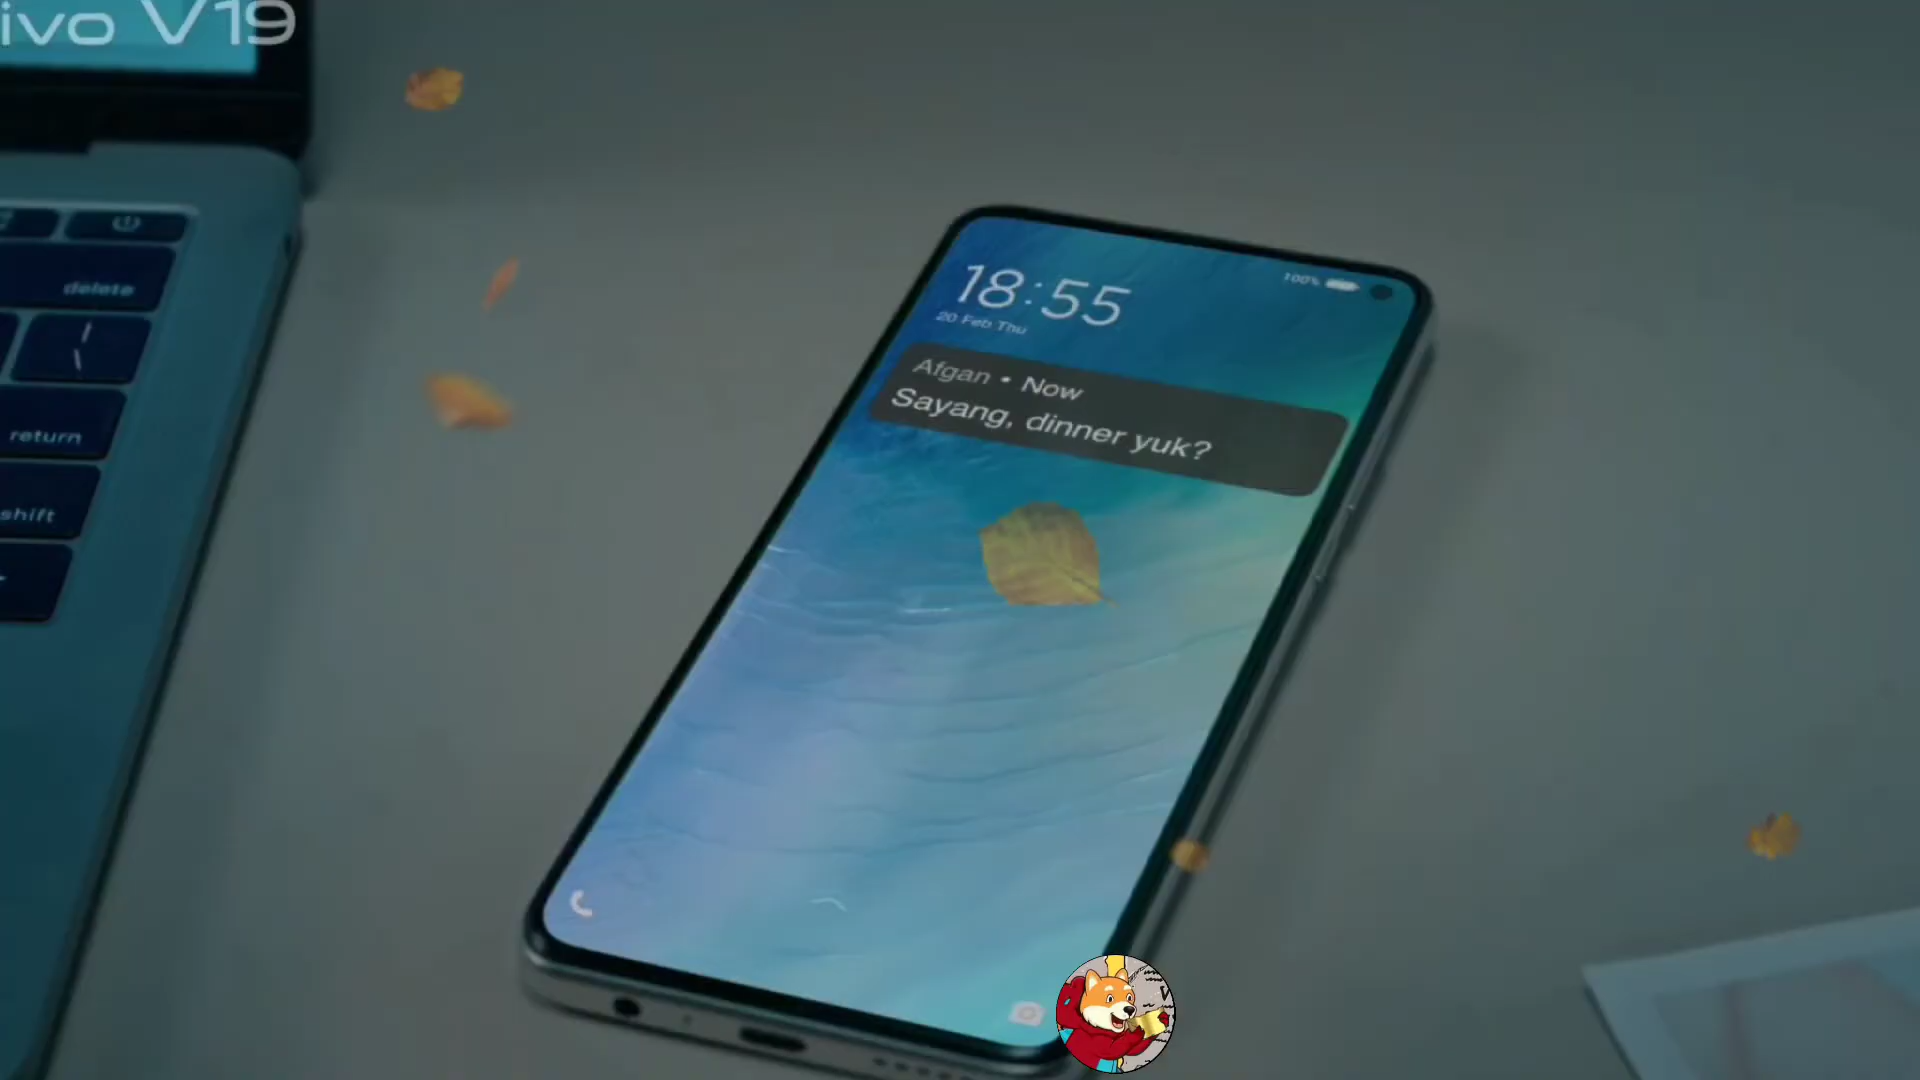 ivo V19
delete
return
shift
100%
18:55
20 Feb Thu
Afgan • Now
Sayang, dinner yuk?